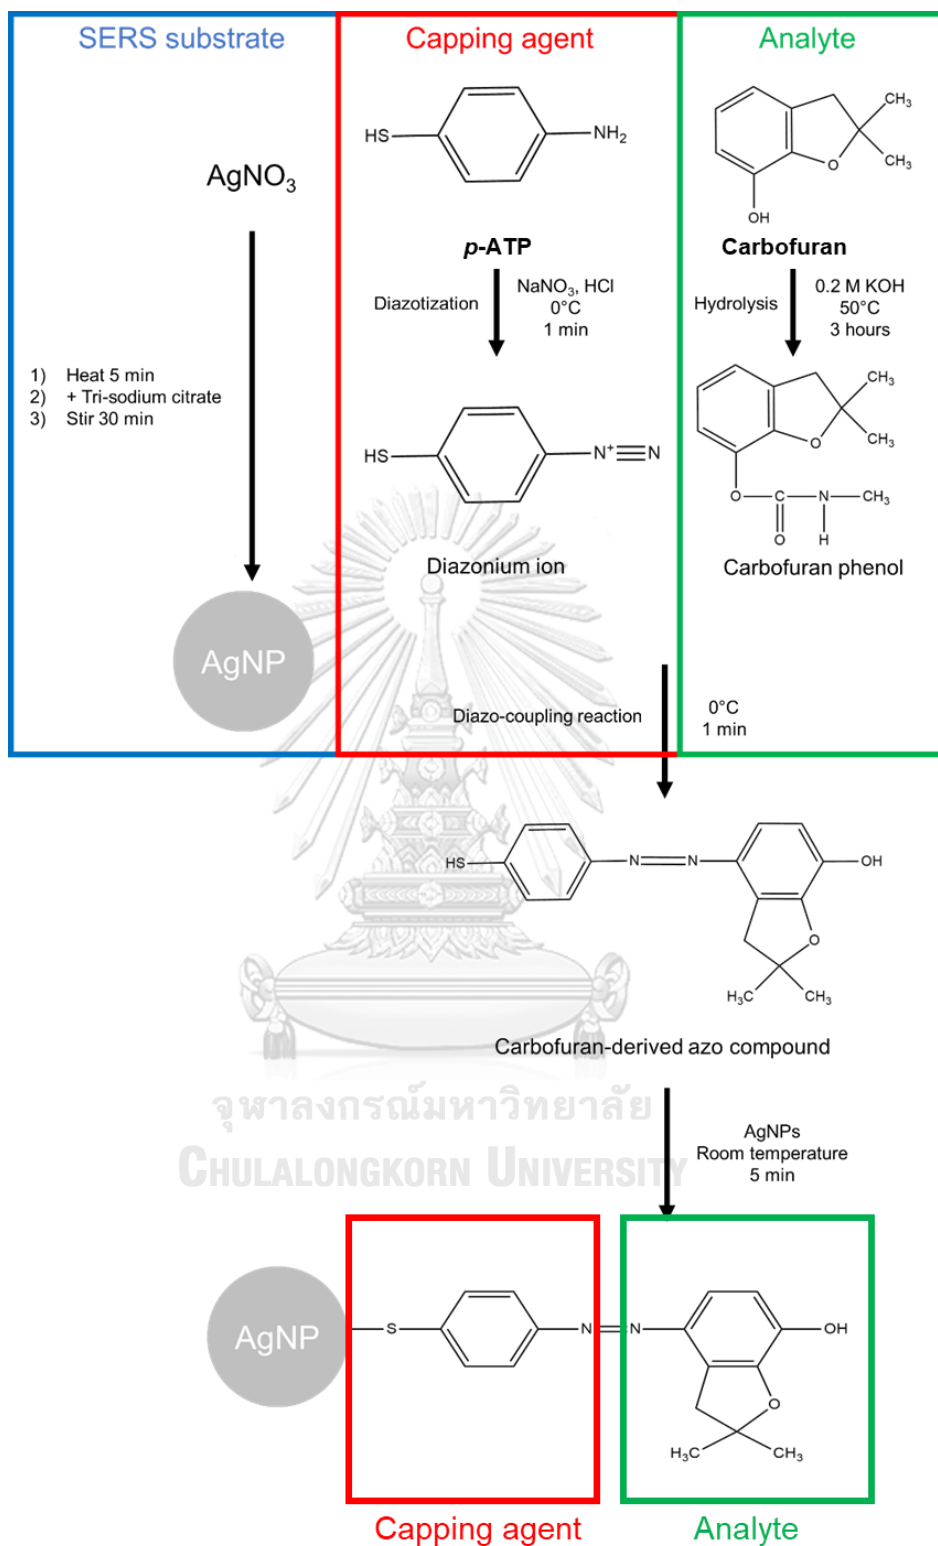 SERS substrate
AgNO3
1) Heat 5 min
2) + Tri-sodium citrate
3) Stir 30 min
AgNP
Capping agent
HS
NH2
p-ATP
Diazotization
NaNO3, HCl
0°C
1 min
HS
N+
N
Diazonium ion
Analyte
CH3
CH3
O
OH
Carbofuran
Hydrolysis
0.2 M KOH
50°C
3 hours
CH3
CH3
O
O
C
N
CH3
O
H
Carbofuran phenol
Diazo-coupling reaction
0°C
1 min
HS
N
N
OH
O
H3C
CH3
Carbofuran-derived azo compound
จุฬาลงกรณ์มหาวิทยาลัย
CHULALONGKORN UNIVERSITY
AgNPs
Room temperature
5 min
AgNP
S
N
N
OH
O
H3C
CH3
Capping agent
Analyte